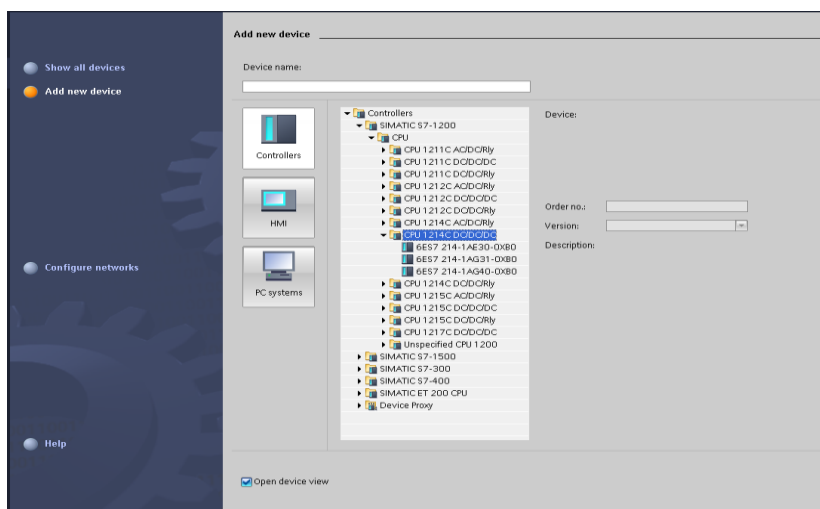 Add new device
Show all devices
Add new device
Configure networks
Help
Device name:
Controllers
HMI
PC systems
Controllers
SIMATIC S7-1200
CPU
CPU 1211C AC/DC/Rly
CPU 1211C DC/DC/DC
CPU 1211C DC/DC/Rly
CPU 1212C AC/DC/Rly
CPU 1212C DC/DC/DC
CPU 1212C DC/DC/Rly
CPU 1214C AC/DC/Rly
CPU 1214C DC/DC/DC
6ES7 214-1AE30-0XB0
6ES7 214-1AG31-0XB0
6ES7 214-1AG40-0XB0
CPU 1214C DC/DC/Rly
CPU 1215C AC/DC/Rly
CPU 1215C DC/DC/DC
CPU 1215C DC/DC/Rly
CPU 1217C DC/DC/DC
Unspecified CPU 1200
SIMATIC S7-1500
SIMATIC S7-300
SIMATIC S7-400
SIMATIC ET 200 CPU
Device Proxy
Device:
Order no.:
Version:
Description:
Open device view